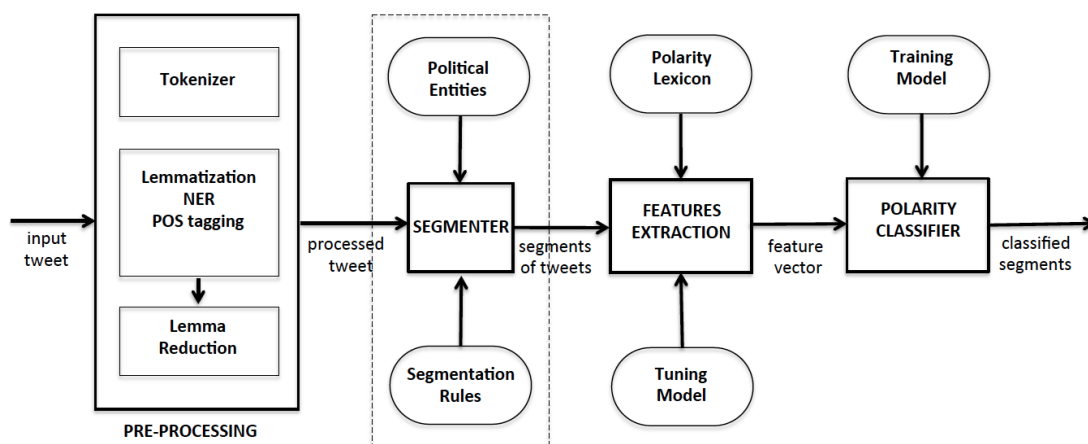 Tokenizer
Lemmatization
NER
POS tagging
Lemma
Reduction
PRE-PROCESSING
input
tweet
processed
tweet
Political
Entities
SEGMENTER
Segmentation
Rules
segments
of tweets
Polarity
Lexicon
FEATURES
EXTRACTION
Tuning
Model
feature
vector
Training
Model
POLARITY
CLASSIFIER
classified
segments